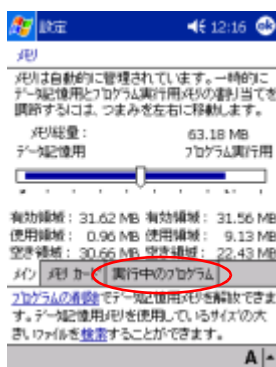 設定 12:16 ok
メモリ
メモリは自動的に管理されています。一時的に
データ記憶用とプログラム実行用メモリの割り当てを
調節するには、つまみを左右に移動します。
メモリ総量： 63.18 MB
データ記憶用 プログラム実行用
有効領域： 31.62 MB 有効領域： 31.56 MB
使用領域： 0.96 MB 使用領域： 9.13 MB
空き領域： 30.66 MB 空き領域： 22.43 MB
メイン メモリ カード 実行中のプログラム
プログラムの削除でデータ記憶用メモリを解放できま
す。データ記憶用メモリを使用しているサイズの大
きいファイルを検索することができます。
A